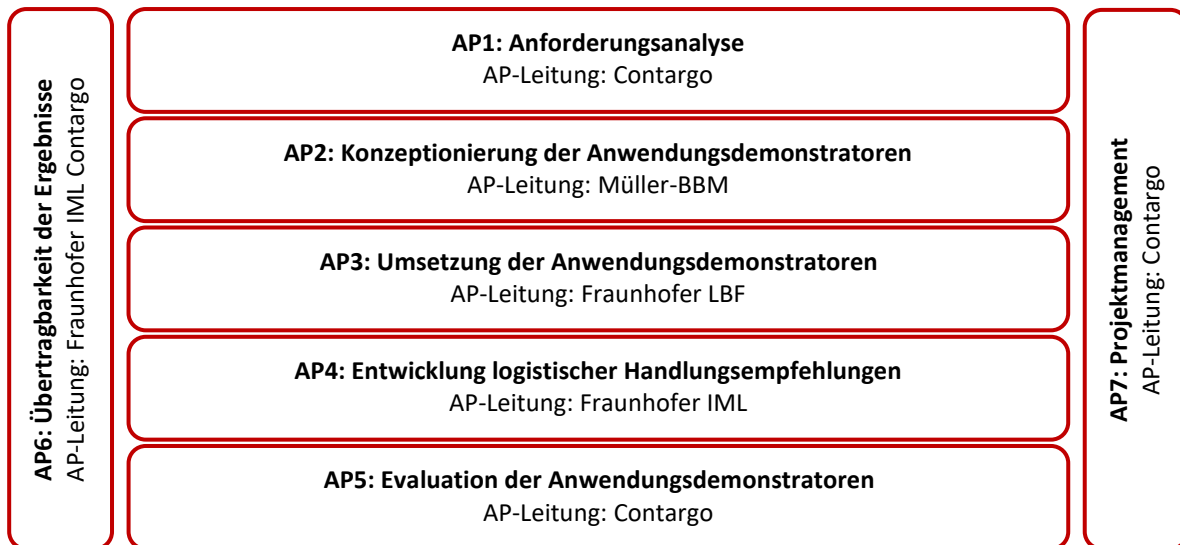 AP6: Übertragbarkeit der Ergebnisse
AP-Leitung: Fraunhofer IML Contargo
AP1: Anforderungsanalyse
AP-Leitung: Contargo
AP2: Konzeptionierung der Anwendungsdemonstratoren
AP-Leitung: Müller-BBM
AP3: Umsetzung der Anwendungsdemonstratoren
AP-Leitung: Fraunhofer LBF
AP4: Entwicklung logistischer Handlungsempfehlungen
AP-Leitung: Fraunhofer IML
AP5: Evaluation der Anwendungsdemonstratoren
AP-Leitung: Contargo
AP7: Projektmanagement
AP-Leitung: Contargo